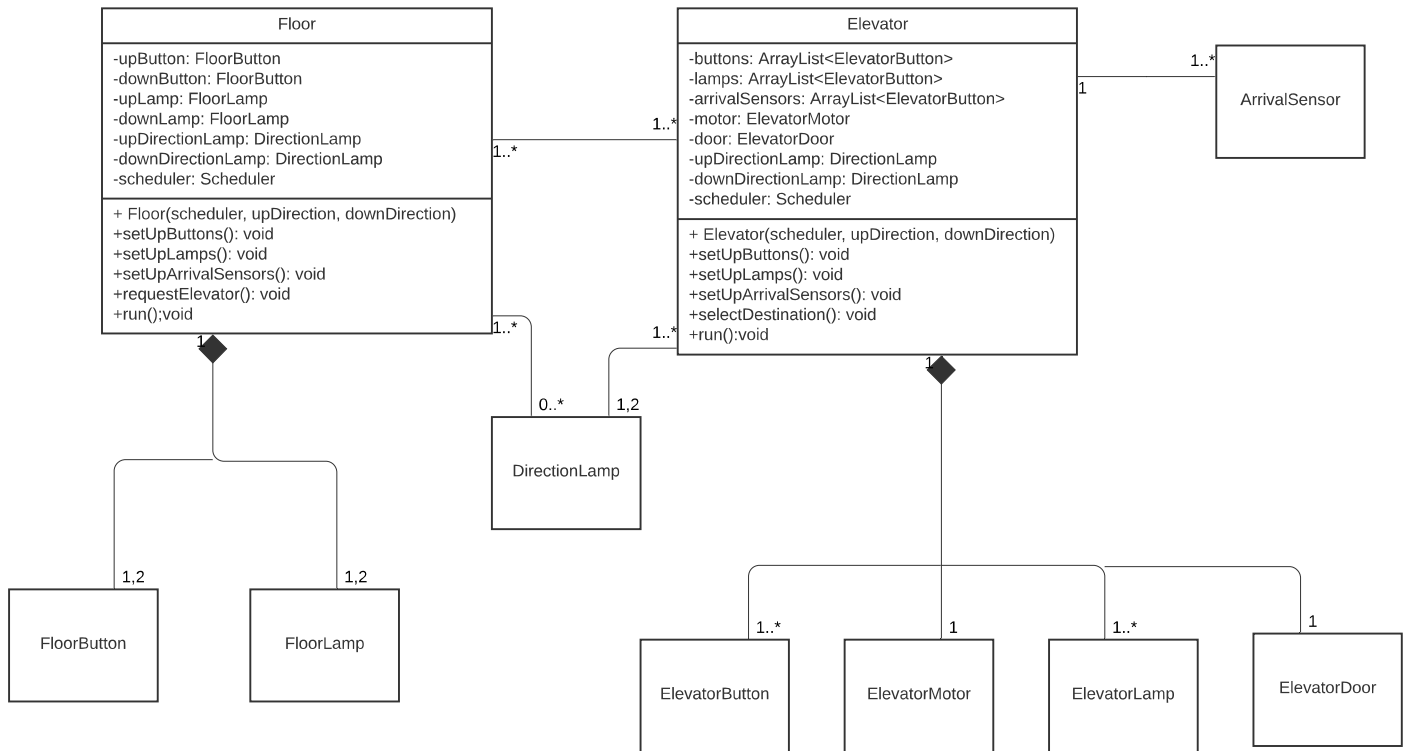 Floor
-upButton: FloorButton
-downButton: FloorButton
-upLamp: FloorLamp
-downLamp: FloorLamp
-upDirectionLamp: DirectionLamp
-downDirectionLamp: DirectionLamp
-scheduler: Scheduler
+ Floor(scheduler, upDirection, downDirection)
+setUpButtons(): void
+setUpLamps(): void
+setUpArrivalSensors(): void
+requestElevator(): void
+run();void
Elevator
-buttons: ArrayList<ElevatorButton>
-lamps: ArrayList<ElevatorButton>
-arrivalSensors: ArrayList<ElevatorButton>
-motor: ElevatorMotor
-door: ElevatorDoor
-upDirectionLamp: DirectionLamp
-downDirectionLamp: DirectionLamp
-scheduler: Scheduler
+ Elevator(scheduler, upDirection, downDirection)
+setUpButtons(): void
+setUpLamps(): void
+setUpArrivalSensors(): void
+selectDestination(): void
+run():void
1..*
1
ArrivalSensor
1..*
1..*
1..*
1..*
1
1
0..*
1,2
DirectionLamp
1,2
1,2
FloorButton
FloorLamp
1..*
1
1..*
1
ElevatorButton
ElevatorMotor
ElevatorLamp
ElevatorDoor